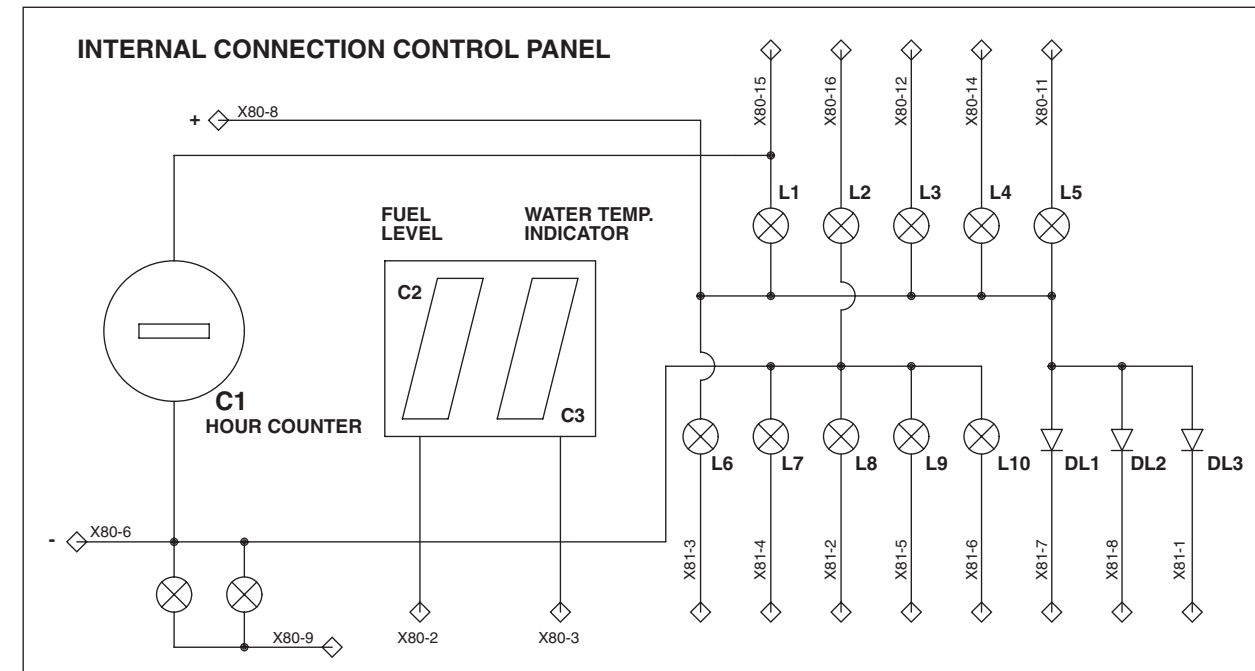 INTERNAL CONNECTION CONTROL PANEL
X80-15
X80-16
X80-12
X80-14
X80-11
+ X80-8
L1
L2
L3
L4
L5
FUEL
LEVEL
WATER TEMP.
INDICATOR
C2
C3
C1
HOUR COUNTER
L6
L7
L8
L9
L10
DL1
DL2
DL3
- X80-6
X81-3
X81-4
X81-2
X81-5
X81-6
X81-7
X81-8
X81-1
X80-9
X80-2
X80-3